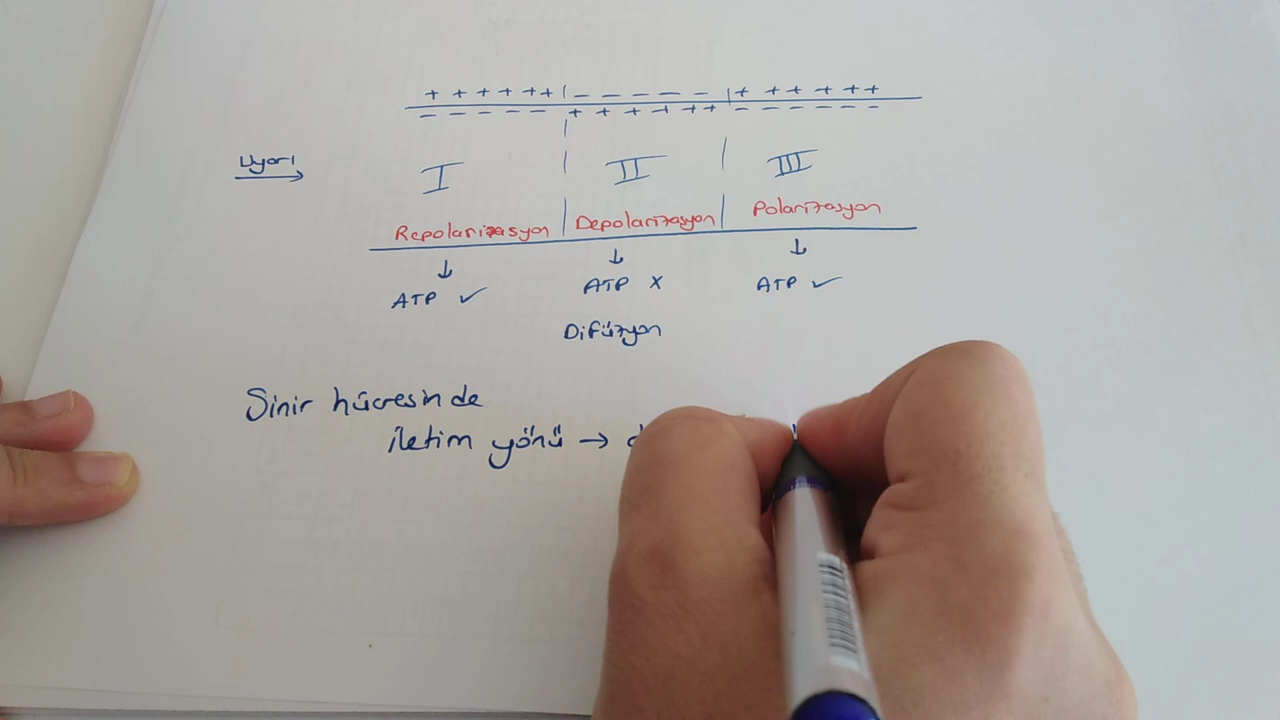 + + + + + + | - - - - - | + + + + + +
- - - - - - | + + + + + + - - - - - -
Uyarı
I II III
Repolarizasyon | Depolarizasyon | Polarizasyon
↓ ↓ ↓
ATP ✓ ATP x ATP ✓
Difüzyon
Sinir hücresinde
iletim yönü →